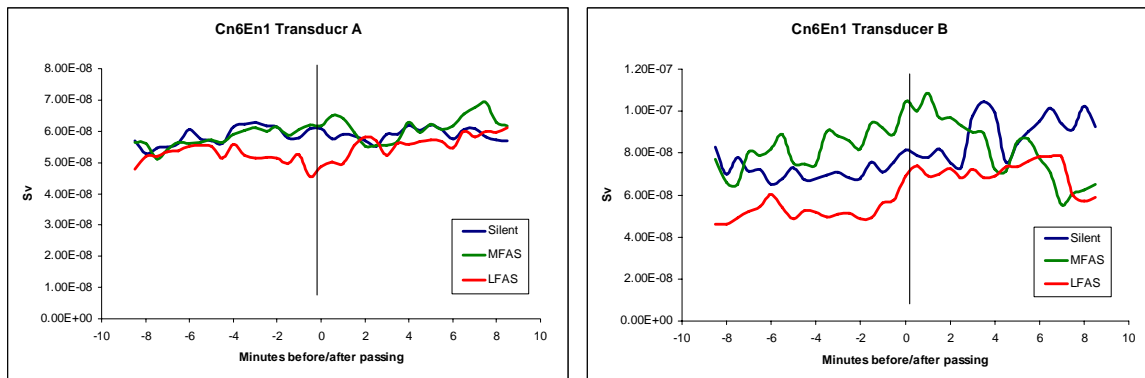 Cn6En1 Transducr A
8.00E-08
7.00E-08
6.00E-08
5.00E-08
4.00E-08
3.00E-08
2.00E-08
1.00E-08
0.00E+00
Sv
-10 -8 -6 -4 -2 0 2 4 6 8 10
Minutes before/after passing
Silent
MFAS
LFAS
Cn6En1 Transducer B
1.20E-07
1.00E-07
8.00E-08
6.00E-08
4.00E-08
2.00E-08
0.00E+00
Sv
-10 -8 -6 -4 -2 0 2 4 6 8 10
Minutes before/after passing
Silent
MFAS
LFAS